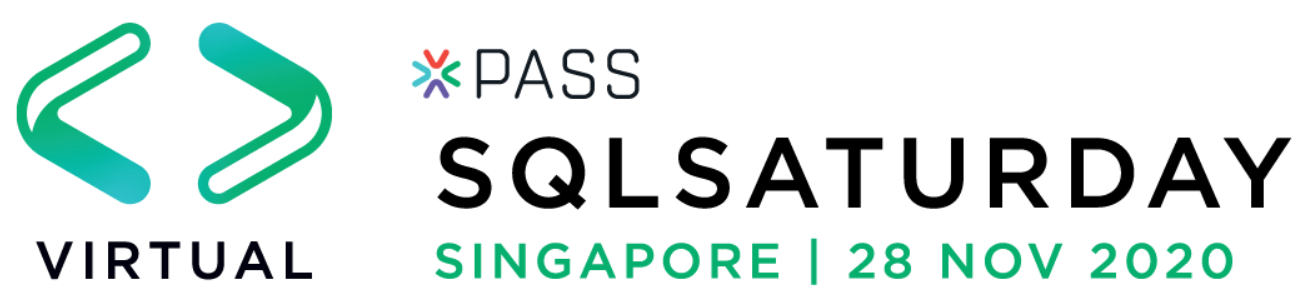 PASS
SQLSATURDAY
VIRTUAL
SINGAPORE | 28 NOV 2020